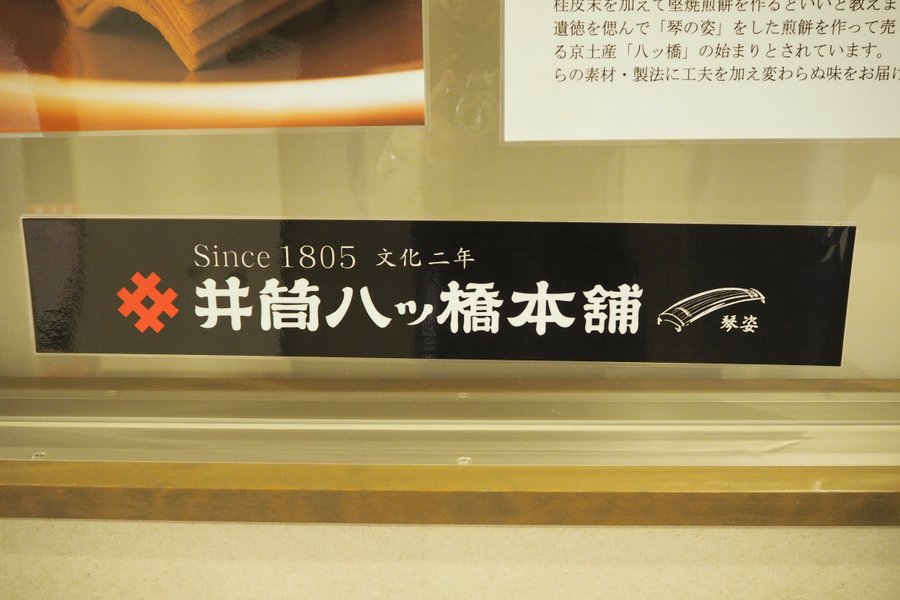 桂皮末を加えて堅焼煎餅を作るといいと教えま
遺徳を偲んで「琴の姿」をした煎餅を作って売
る京土産「八ッ橋」の始まりとされています。
らの素材・製法に工夫を加え変わらぬ味をお届け
Since 1805 文化二年
井筒八ッ橋本舗
琴姿